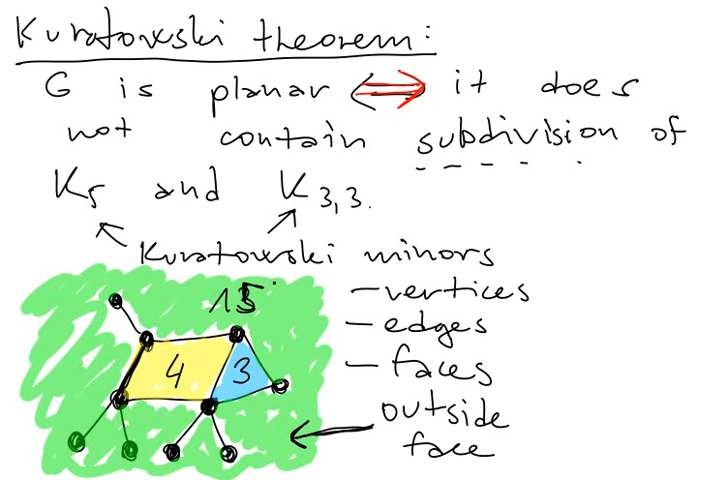 Kuratowski theorem:
G is planar ⟺ it does
not contain subdivision of
K5 and K3,3.
Kuratowski minors
15
- vertices
- edges
4 3
- faces
outside
face